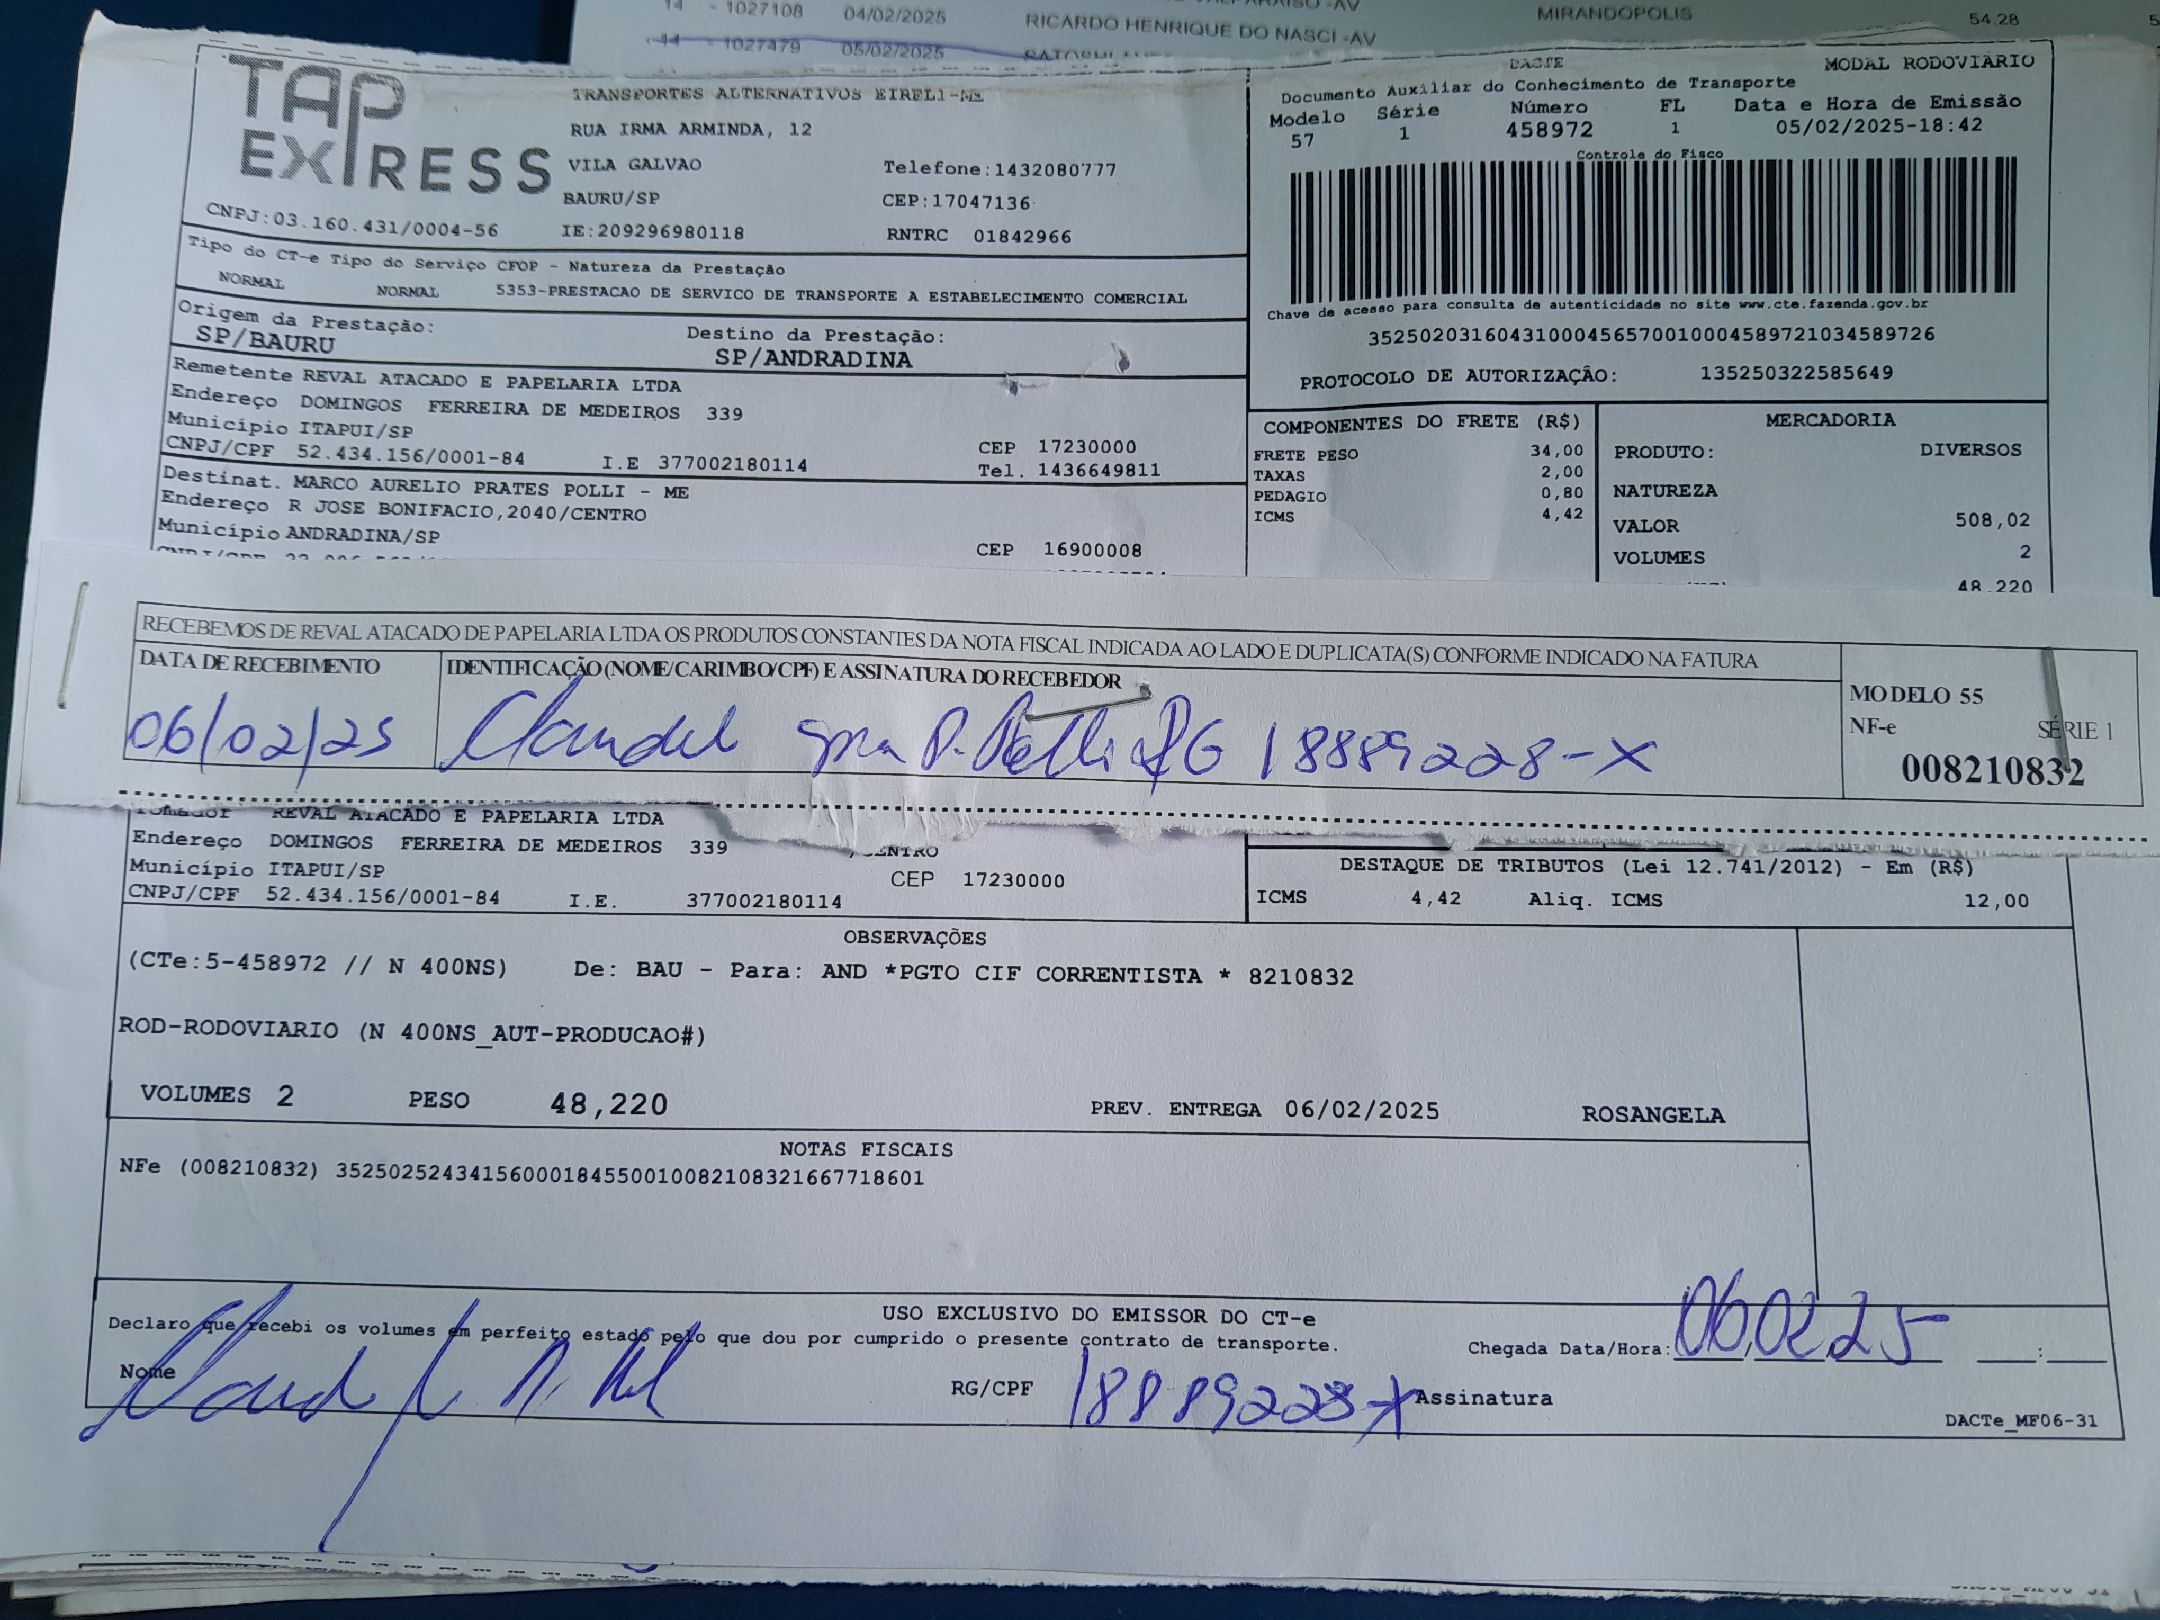 14 - 1027108 04/02/2025 RICARDO HENRIQUE DO NASCI -AV MIRANDOPOLIS 54.28
14 - 1027479 05/02/2025
TAP EXPRESS
TRANSPORTES ALTERNATIVOS EIRELI-ME
RUA IRMA ARMINDA, 12
VILA GALVAO Telefone:1432080777
BAURU/SP CEP:17047136
CNPJ:03.160.431/0004-56 IE:209296980118 RNTRC 01842966
DACTE MODAL RODOVIARIO
Documento Auxiliar do Conhecimento de Transporte
Modelo Série Número FL Data e Hora de Emissão
57 1 458972 1 05/02/2025-18:42
Controle do Fisco
Chave de acesso para consulta de autenticidade no site www.cte.fazenda.gov.br
35250203160431000456570010004589721034589726
PROTOCOLO DE AUTORIZAÇÃO: 135250322585649
Tipo do CT-e Tipo do Serviço CFOP - Natureza da Prestação
NORMAL NORMAL 5353-PRESTACAO DE SERVICO DE TRANSPORTE A ESTABELECIMENTO COMERCIAL
Origem da Prestação: Destino da Prestação:
SP/BAURU SP/ANDRADINA
Remetente REVAL ATACADO E PAPELARIA LTDA
Endereço DOMINGOS FERREIRA DE MEDEIROS 339
Município ITAPUI/SP CEP 17230000
CNPJ/CPF 52.434.156/0001-84 I.E 377002180114 Tel. 1436649811
Destinat. MARCO AURELIO PRATES POLLI - ME
Endereço R JOSE BONIFACIO,2040/CENTRO
Município ANDRADINA/SP CEP 16900008
COMPONENTES DO FRETE (R$)
FRETE PESO 34,00
TAXAS 2,00
PEDAGIO 0,80
ICMS 4,42
MERCADORIA
PRODUTO: DIVERSOS
NATUREZA
VALOR 508,02
VOLUMES 2
48.220
RECEBEMOS DE REVAL ATACADO DE PAPELARIA LTDA OS PRODUTOS CONSTANTES DA NOTA FISCAL INDICADA AO LADO E DUPLICATA(S) CONFORME INDICADO NA FATURA
DATA DE RECEBIMENTO IDENTIFICAÇÃO (NOME/CARIMBO/CPF) E ASSINATURA DO RECEBEDOR
06/02/25 P. Polli RG 18889228-X
MODELO 55
NF-e SÉRIE 1
008210832
Tomador REVAL ATACADO E PAPELARIA LTDA
Endereço DOMINGOS FERREIRA DE MEDEIROS 339 , CENTRO
Município ITAPUI/SP CEP 17230000
CNPJ/CPF 52.434.156/0001-84 I.E. 377002180114
DESTAQUE DE TRIBUTOS (Lei 12.741/2012) - Em (R$)
ICMS 4,42 Aliq. ICMS 12,00
OBSERVAÇÕES
(CTe:5-458972 // N 400NS) De: BAU - Para: AND *PGTO CIF CORRENTISTA * 8210832
ROD-RODOVIARIO (N 400NS_AUT-PRODUCAO#)
VOLUMES 2 PESO 48,220 PREV. ENTREGA 06/02/2025 ROSANGELA
NOTAS FISCAIS
NFe (008210832) 35250252434156000184550010082108321667718601
USO EXCLUSIVO DO EMISSOR DO CT-e
Declaro que recebi os volumes em perfeito estado pelo que dou por cumprido o presente contrato de transporte. Chegada Data/Hora: 06 02 25 :
Nome RG/CPF 18889228-X Assinatura
DACTe_MF06-31